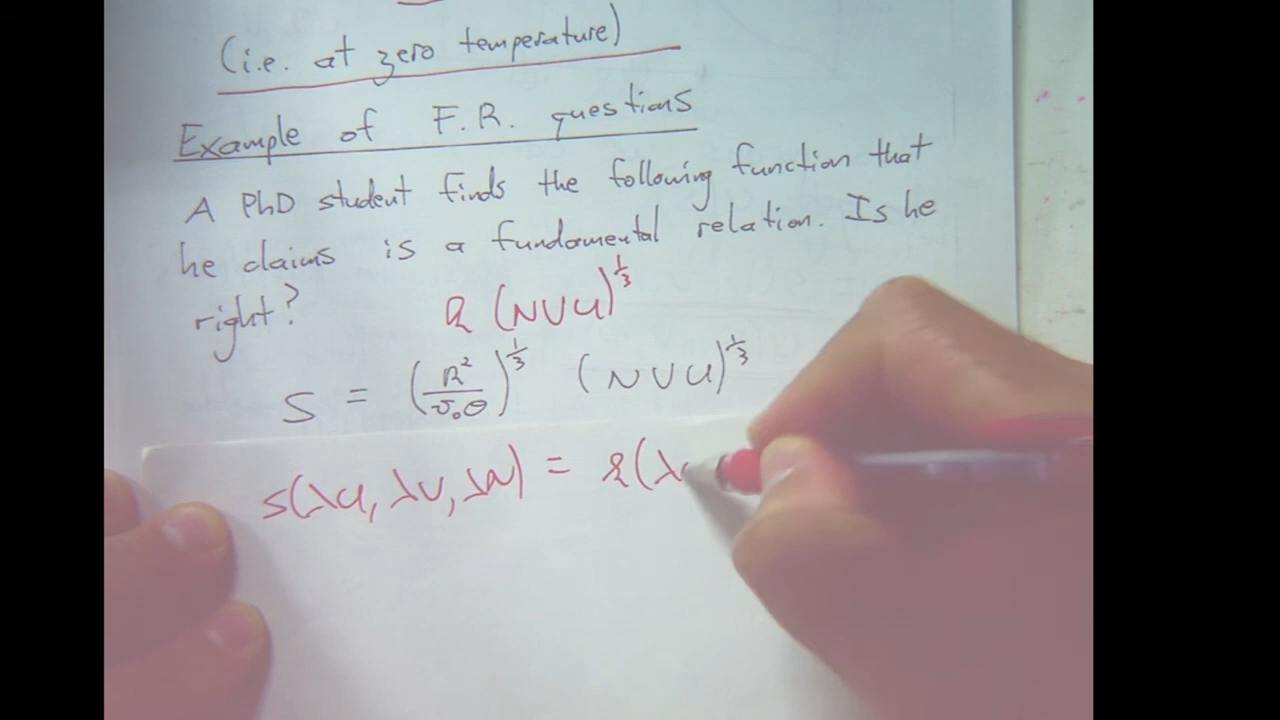 (i.e. at zero temperature)
Example of F.R. questions
A PhD student finds the following function that
he claims is a fundamental relation. Is he
right? R (NVU)^{1/3}
S = (R²/v₀θ)^{1/3} (NVU)^{1/3}
S(λU, λV, λN) = R(λ